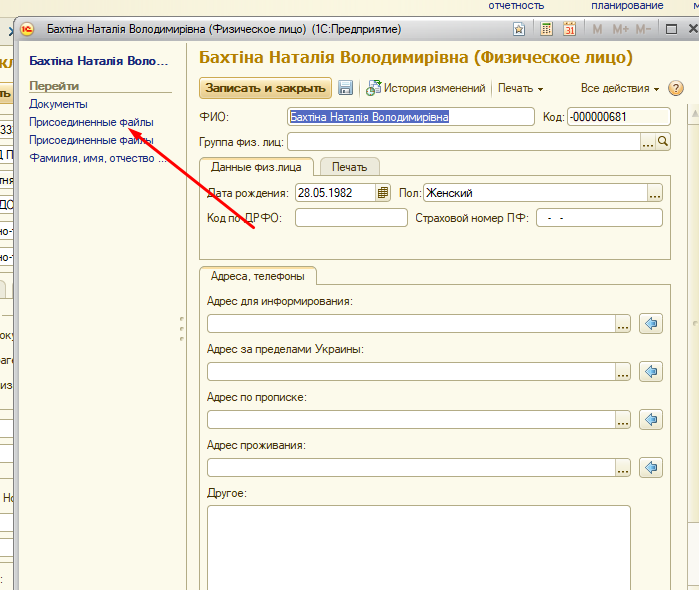 отчетность
планирование
Бахтіна Наталія Володимирівна (Физическое лицо) (1С:Предприятие)
M M+ M-
Бахтіна Наталія Воло...
Перейти
Документы
Присоединенные файлы
Присоединенные файлы
Фамилия, имя, отчество ...
Бахтіна Наталія Володимирівна (Физическое лицо)
Записать и закрыть
История изменений
Печать
Все действия
?
ФИО: Бахтіна Наталія Володимирівна Код: -000000681
Группа физ. лиц: ...
Данные физ.лица Печать
Дата рождения: 28.05.1982 Пол: Женский ...
Код по ДРФО: Страховой номер ПФ: - -
Адреса, телефоны
Адрес для информирования:
...
Адрес за пределами Украины:
...
Адрес по прописке:
...
Адрес проживания:
...
Другое: